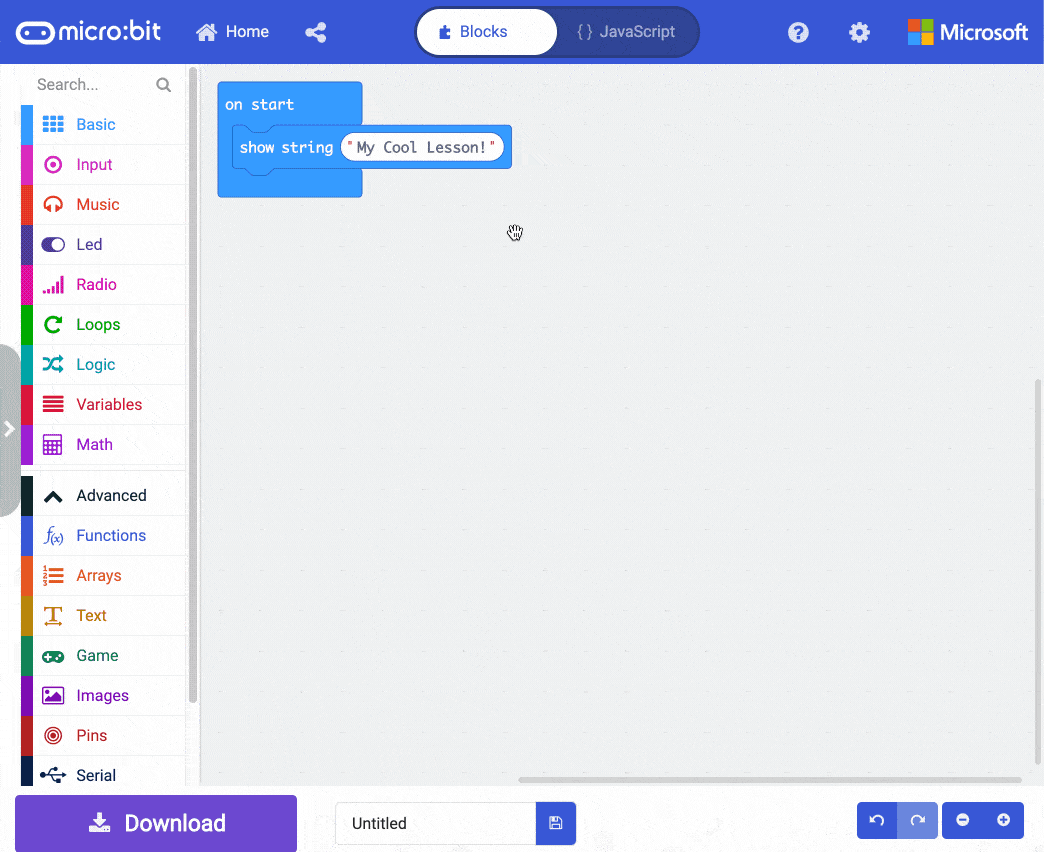 micro:bit
Home
Blocks
{ } JavaScript
?
Microsoft
Search...
Basic
Input
Music
Led
Radio
Loops
Logic
Variables
Math
Advanced
f(x) Functions
Arrays
Text
Game
Images
Pins
Serial
on start
show string "My Cool Lesson!"
Download
Untitled